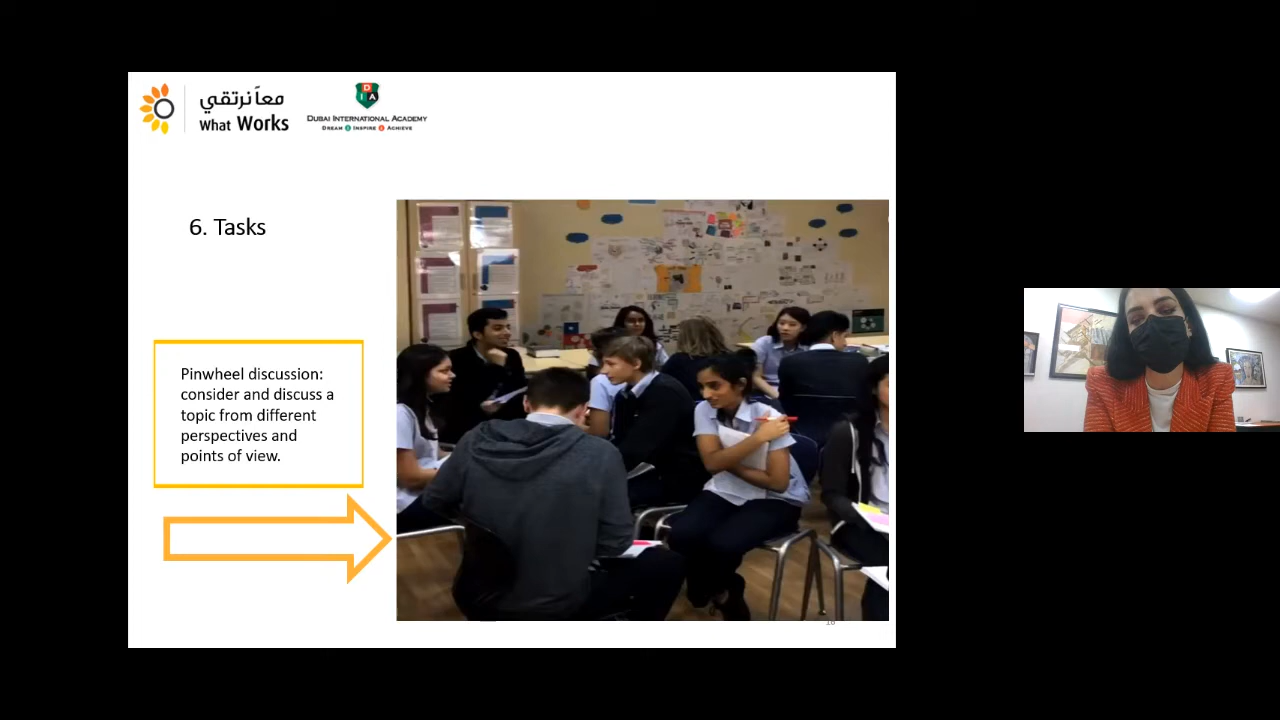 معاً نرتقي
What Works
D
I A
DUBAI INTERNATIONAL ACADEMY
DREAM I INSPIRE I ACHIEVE
6. Tasks
Pinwheel discussion:
consider and discuss a
topic from different
perspectives and
points of view.